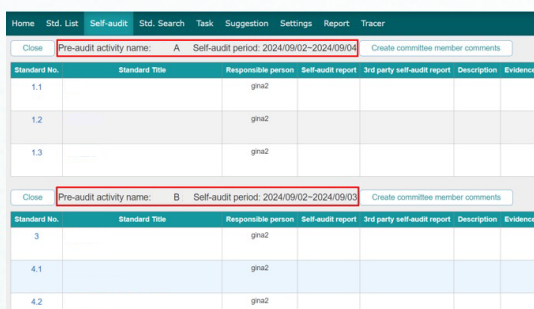 Home Std. List Self-audit Std. Search Task Suggestion Settings Report Tracer
Close Pre-audit activity name: A Self-audit period: 2024/09/02~2024/09/04 Create committee member comments
Standard No. Standard Title Responsible person Self-audit report 3rd party self-audit report Description Evidence
1.1 gina2
1.2 gina2
1.3 gina2
Close Pre-audit activity name: B Self-audit period: 2024/09/02~2024/09/03 Create committee member comments
Standard No. Standard Title Responsible person Self-audit report 3rd party self-audit report Description Evidence
3 gina2
4.1 gina2
4.2 gina2